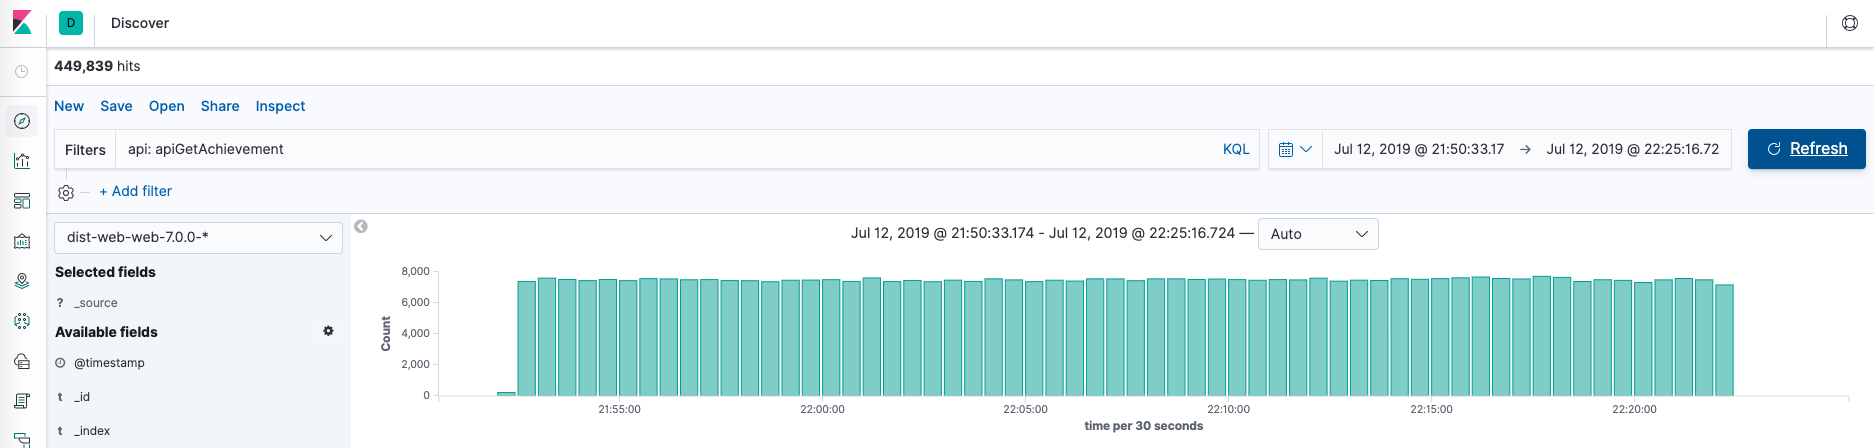 D Discover
449,839 hits
New Save Open Share Inspect
Filters api: apiGetAchievement KQL Jul 12, 2019 @ 21:50:33.17 → Jul 12, 2019 @ 22:25:16.72 Refresh
+ Add filter
dist-web-web-7.0.0-*
Selected fields
? _source
Available fields
@timestamp
t _id
t _index
Jul 12, 2019 @ 21:50:33.174 - Jul 12, 2019 @ 22:25:16.724 — Auto
Count
8,000
6,000
4,000
2,000
0
21:55:00 22:00:00 22:05:00 22:10:00 22:15:00 22:20:00
time per 30 seconds